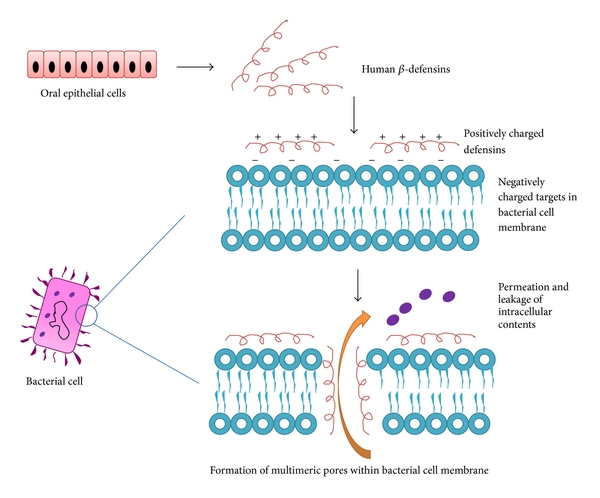 Oral epithelial cells
Human β-defensins
+ + + +
+ + + +
Positively charged
defensins
– – – – –
Negatively
charged targets in
bacterial cell
membrane
Permeation and
leakage of
intracellular
contents
Bacterial cell
Formation of multimeric pores within bacterial cell membrane